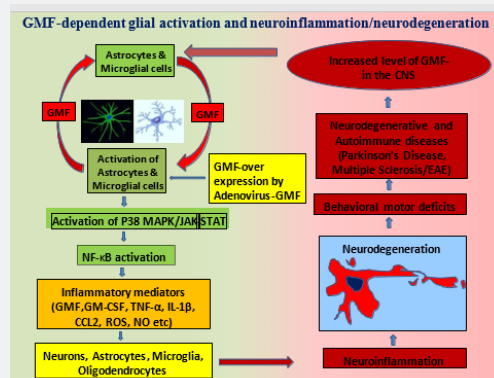 GMF-dependent glial activation and neuroinflammation/neurodegeneration
Astrocytes &
Microglial cells
GMF
GMF
Activation of
Astrocytes &
Microglial cells
GMF-over
expression by
Adenovirus-GMF
Activation of P38 MAPK/JAK STAT
NF-κB activation
Inflammatory mediators
(GMF,GM-CSF, TNF-α, IL-1β,
CCL2, ROS, NO etc)
Neurons, Astrocytes, Microglia,
Oligodendrocytes
Increased level of GMF-
in the CNS
Neurodegenerative and
Autoimmune diseases
(Parkinson's Disease,
Multiple Sclerosis/EAE)
Behavioral motor deficits
Neurodegeneration
Neuroinflammation